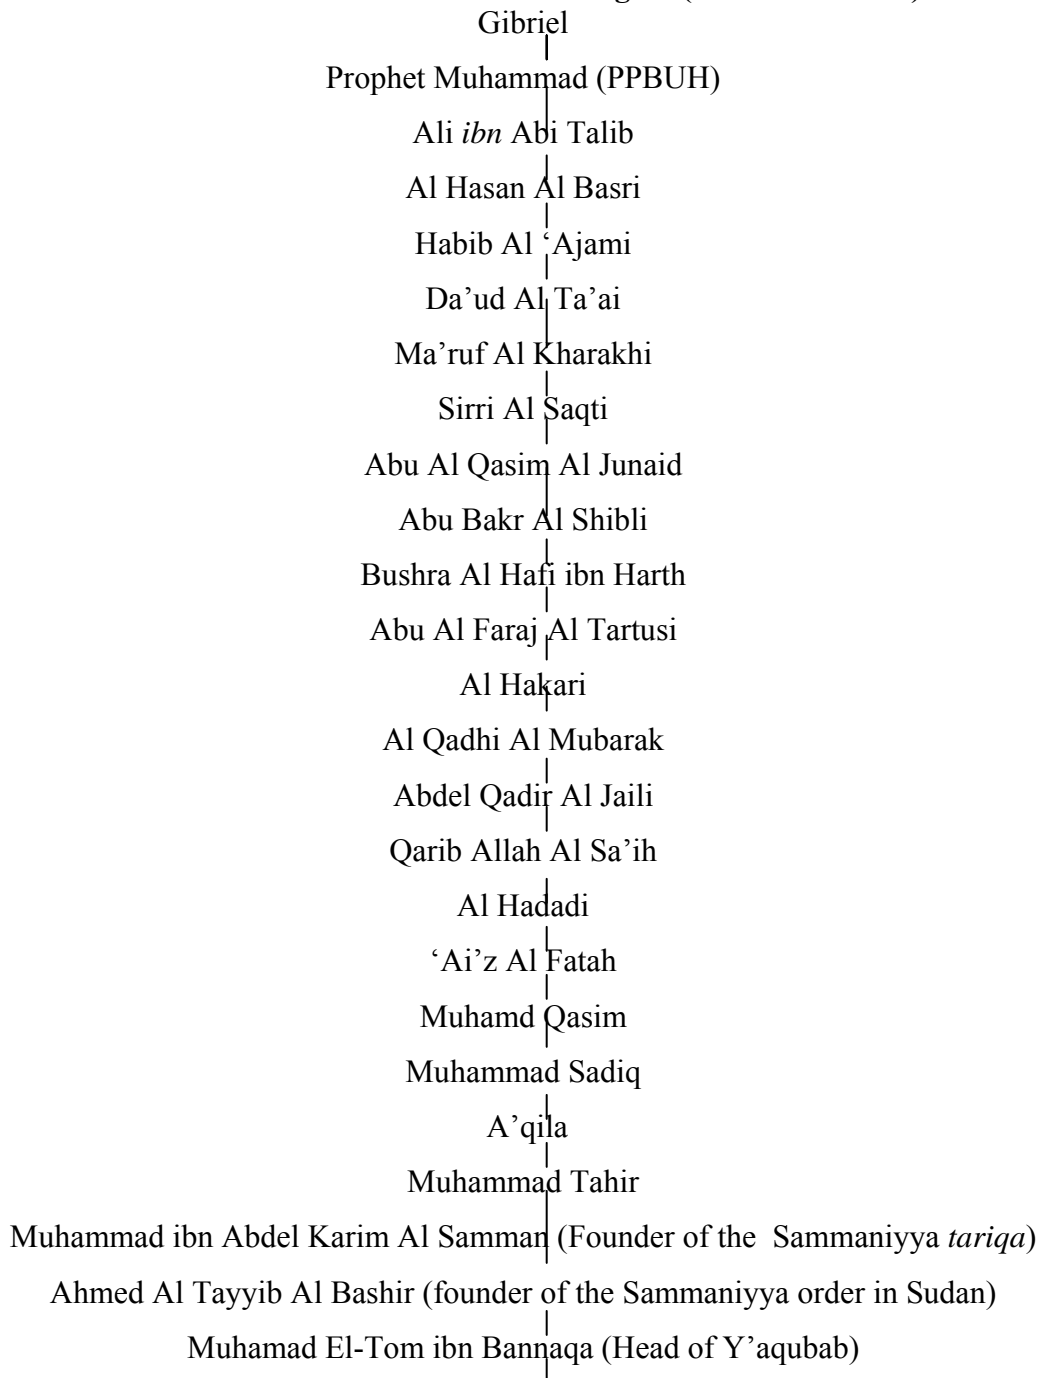 Gibriel
Prophet Muhammad (PPBUH)
Ali ibn Abi Talib
Al Hasan Al Basri
Habib Al ‘Ajami
Da’ud Al Ta’ai
Ma’ruf Al Kharakhi
Sirri Al Saqti
Abu Al Qasim Al Junaid
Abu Bakr Al Shibli
Bushra Al Hafi ibn Harth
Abu Al Faraj Al Tartusi
Al Hakari
Al Qadhi Al Mubarak
Abdel Qadir Al Jaili
Qarib Allah Al Sa’ih
Al Hadadi
‘Ai’z Al Fatah
Muhamd Qasim
Muhammad Sadiq
A’qila
Muhammad Tahir
Muhammad ibn Abdel Karim Al Samman (Founder of the Sammaniyya tariqa)
Ahmed Al Tayyib Al Bashir (founder of the Sammaniyya order in Sudan)
Muhamad El-Tom ibn Bannaqa (Head of Y’aqubab)